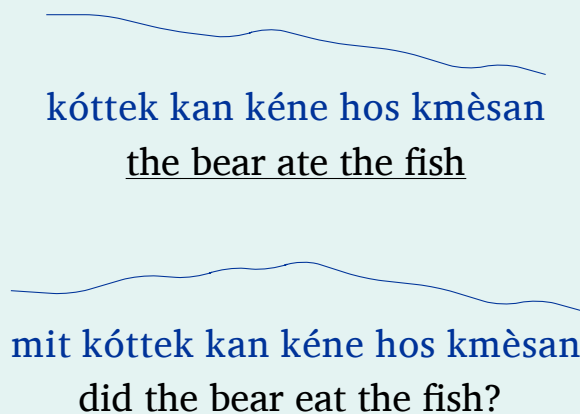 kóttek kan kéne hos kmèsan
the bear ate the fish
mit kóttek kan kéne hos kmèsan
did the bear eat the fish?